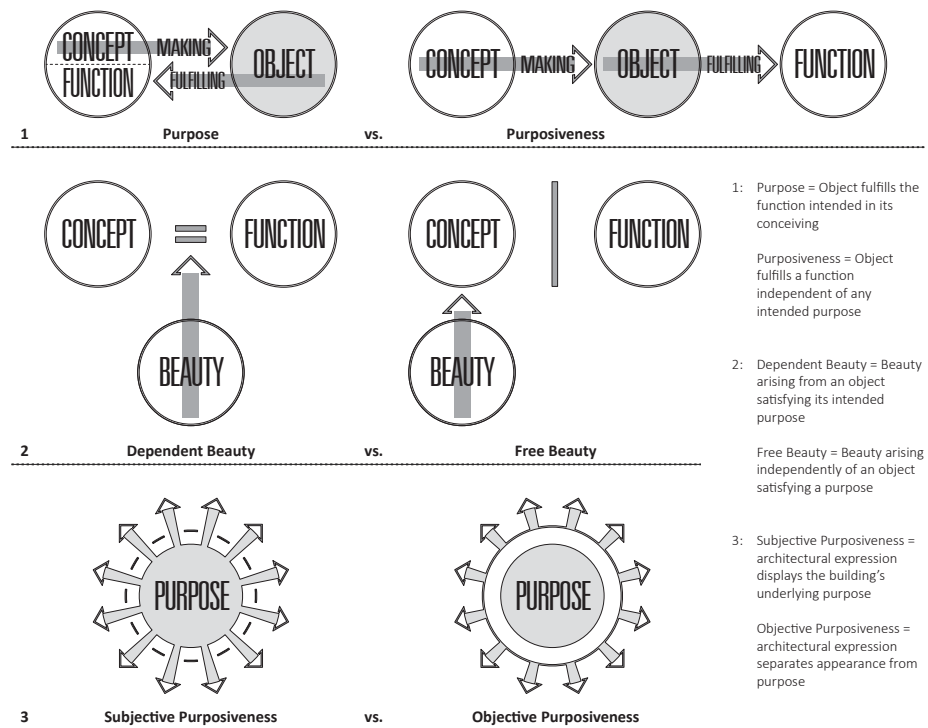 CONCEPT
FUNCTION
MAKING
FULFILLING
OBJECT
CONCEPT
MAKING
OBJECT
FULFILLING
FUNCTION
1 Purpose vs. Purposiveness
CONCEPT
FUNCTION
BEAUTY
CONCEPT
FUNCTION
BEAUTY
2 Dependent Beauty vs. Free Beauty
PURPOSE
PURPOSE
3 Subjective Purposiveness vs. Objective Purposiveness
1: Purpose = Object fulfills the
function intended in its
conceiving
Purposiveness = Object
fulfills a function
independent of any
intended purpose
2: Dependent Beauty = Beauty
arising from an object
satisfying its intended
purpose
Free Beauty = Beauty arising
independently of an object
satisfying a purpose
3: Subjective Purposiveness =
architectural expression
displays the building's
underlying purpose
Objective Purposiveness =
architectural expression
separates appearance from
purpose